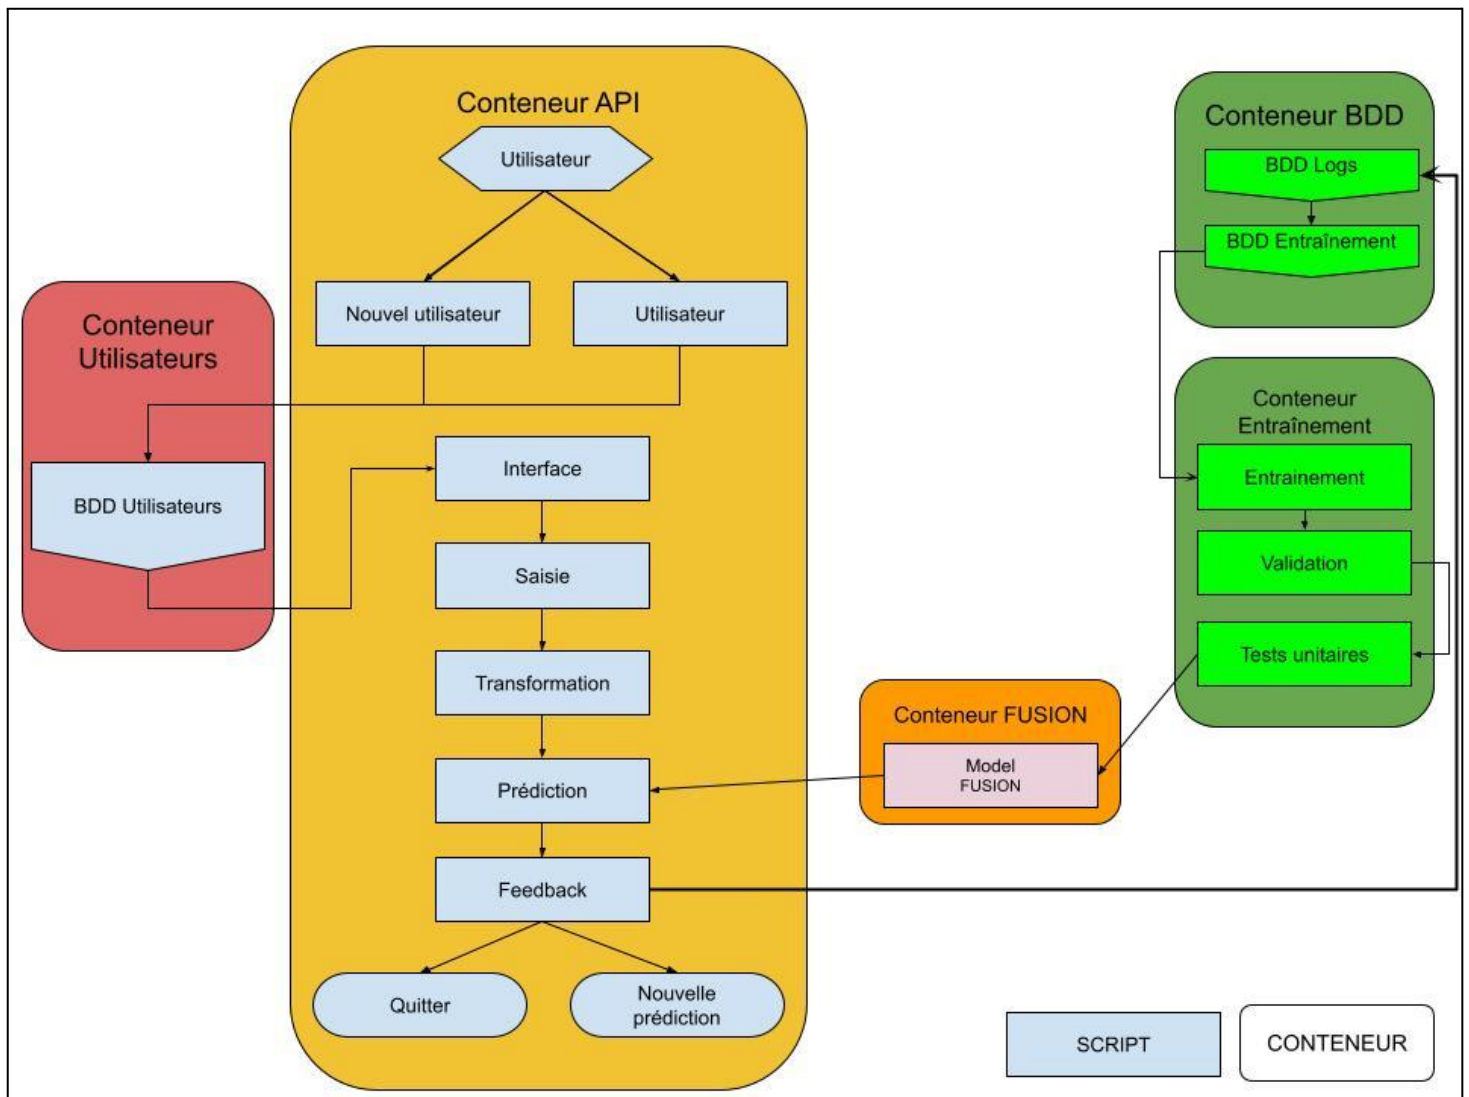 Conteneur API
Utilisateur
Nouvel utilisateur
Utilisateur
Conteneur
Utilisateurs
BDD Utilisateurs
Interface
Saisie
Transformation
Prédiction
Feedback
Quitter
Nouvelle
prédiction
Conteneur BDD
BDD Logs
BDD Entraînement
Conteneur
Entraînement
Entrainement
Validation
Tests unitaires
Conteneur FUSION
Model
FUSION
SCRIPT
CONTENEUR